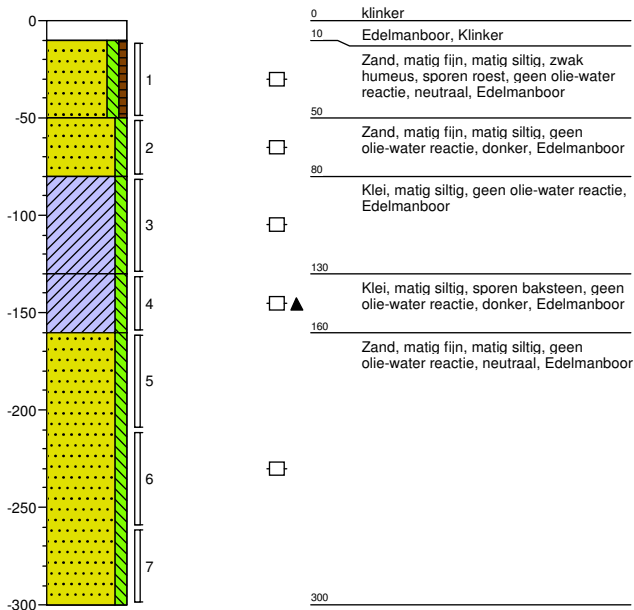 0
klinker
0
10
Edelmanboor, Klinker
Zand, matig fijn, matig siltig, zwak
humeus, sporen roest, geen olie-water
reactie, neutraal, Edelmanboor
1
-50
50
Zand, matig fijn, matig siltig, geen
olie-water reactie, donker, Edelmanboor
2
80
Klei, matig siltig, geen olie-water reactie,
Edelmanboor
-100
3
130
Klei, matig siltig, sporen baksteen, geen
olie-water reactie, donker, Edelmanboor
4
-150
160
Zand, matig fijn, matig siltig, geen
olie-water reactie, neutraal, Edelmanboor
5
-200
6
-250
7
-300
300